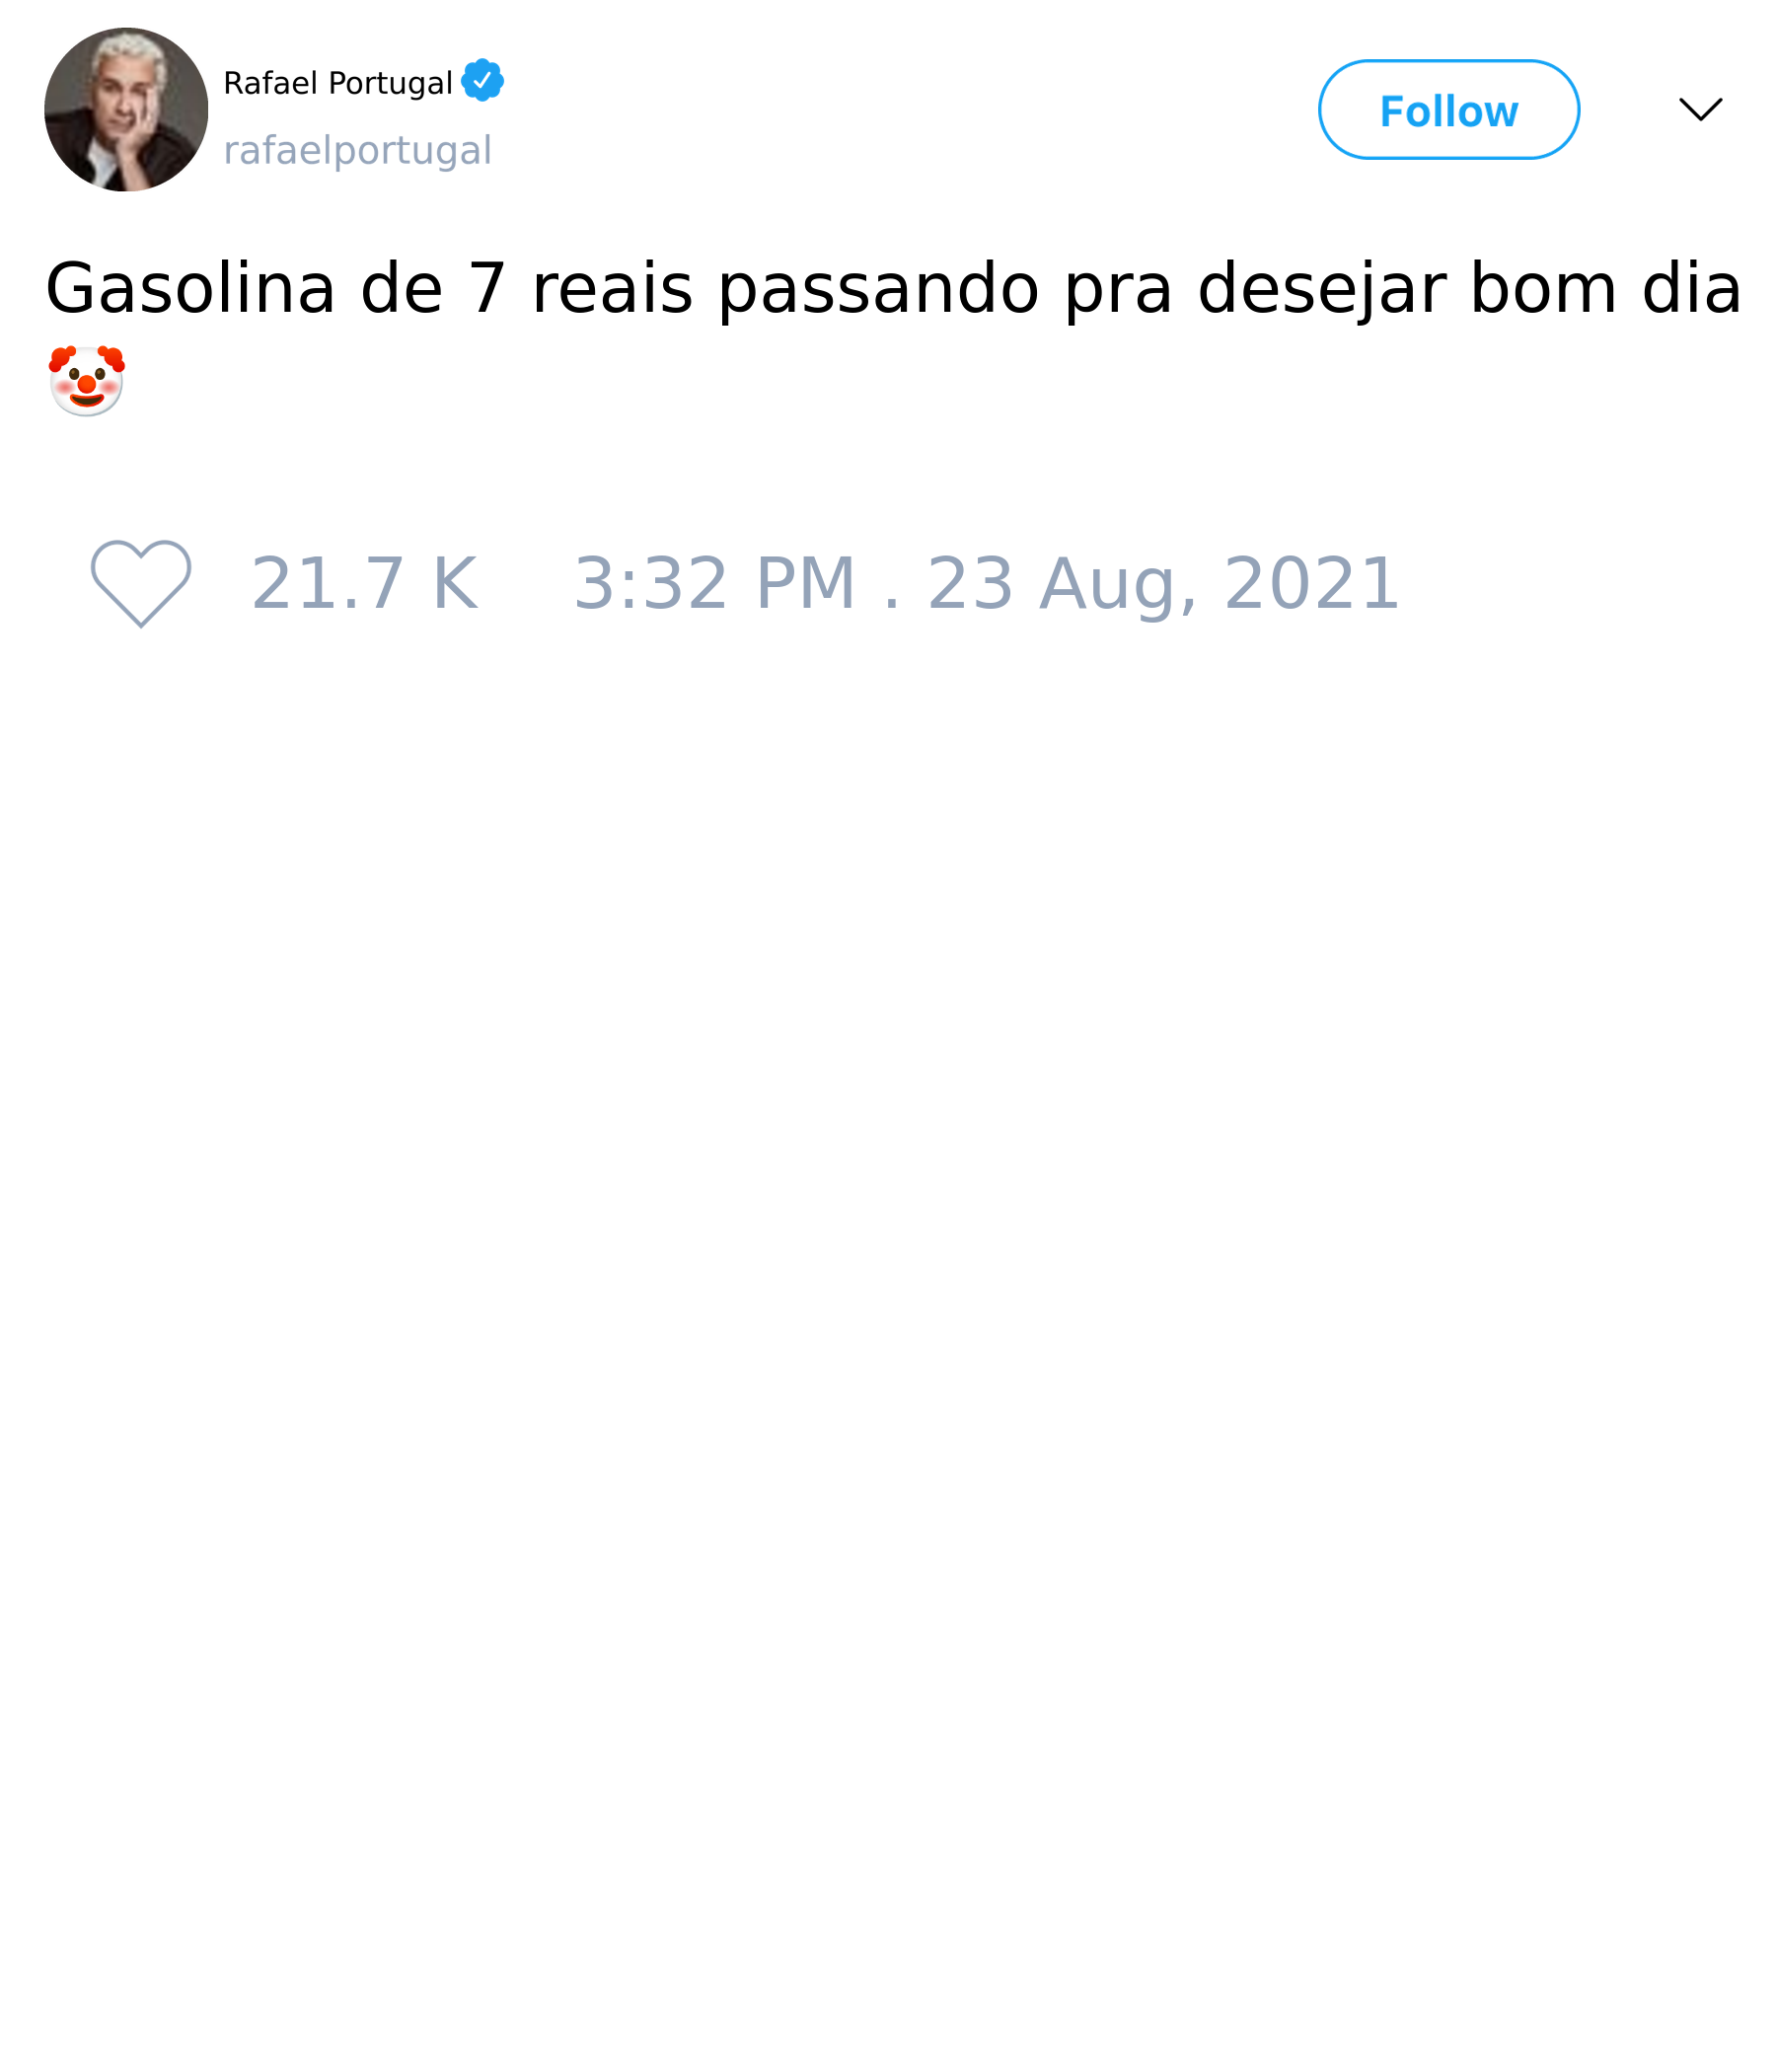 Rafael Portugal
rafaelportugal
Follow
Gasolina de 7 reais passando pra desejar bom dia
🤡
21.7 K 3:32 PM . 23 Aug, 2021